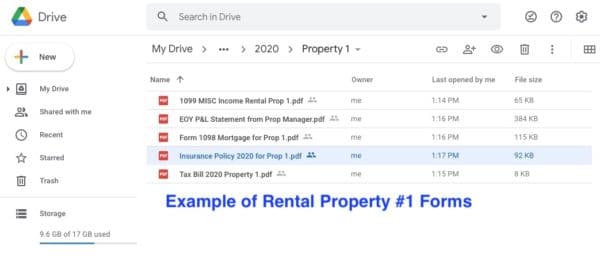 Drive
Search in Drive
New
My Drive
Shared with me
Recent
Starred
Trash
Storage
9.6 GB of 17 GB used
My Drive > ••• > 2020 > Property 1
Name Owner Last opened by me File size
PDF 1099 MISC Income Rental Prop 1.pdf me 1:14 PM 65 KB
PDF EOY P&L Statement from Prop Manager.pdf me 1:16 PM 384 KB
PDF Form 1098 Mortgage for Prop 1.pdf me 1:16 PM 115 KB
PDF Insurance Policy 2020 for Prop 1.pdf me 1:17 PM 92 KB
PDF Tax Bill 2020 Property 1.pdf me 1:15 PM 8 KB
Example of Rental Property #1 Forms